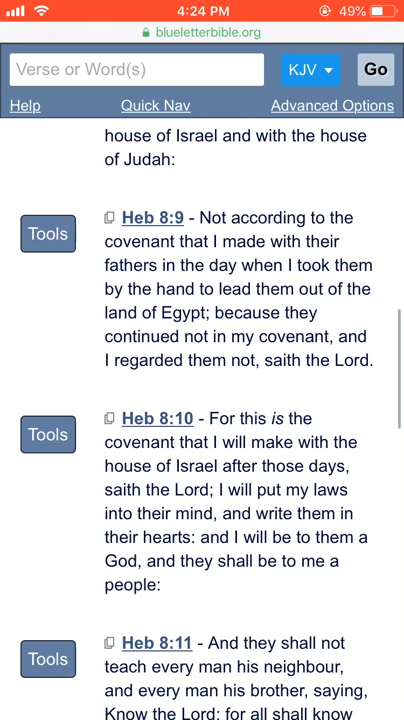 4:24 PM 49%
blueletterbible.org
Verse or Word(s) KJV Go
Help Quick Nav Advanced Options
house of Israel and with the house
of Judah:
Tools
Heb 8:9 - Not according to the
covenant that I made with their
fathers in the day when I took them
by the hand to lead them out of the
land of Egypt; because they
continued not in my covenant, and
I regarded them not, saith the Lord.
Tools
Heb 8:10 - For this is the
covenant that I will make with the
house of Israel after those days,
saith the Lord; I will put my laws
into their mind, and write them in
their hearts: and I will be to them a
God, and they shall be to me a
people:
Tools
Heb 8:11 - And they shall not
teach every man his neighbour,
and every man his brother, saying,
Know the Lord: for all shall know